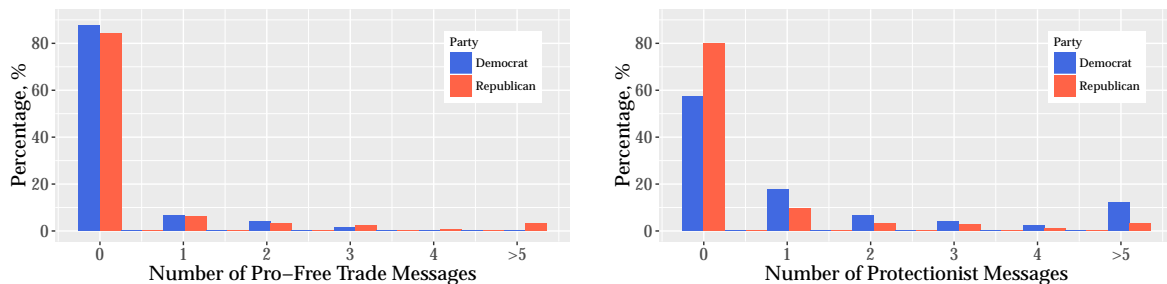 Percentage, %
80
60
40
20
0
Party
Democrat
Republican
0 1 2 3 4 >5
Number of Pro−Free Trade Messages
Percentage, %
80
60
40
20
0
Party
Democrat
Republican
0 1 2 3 4 >5
Number of Protectionist Messages